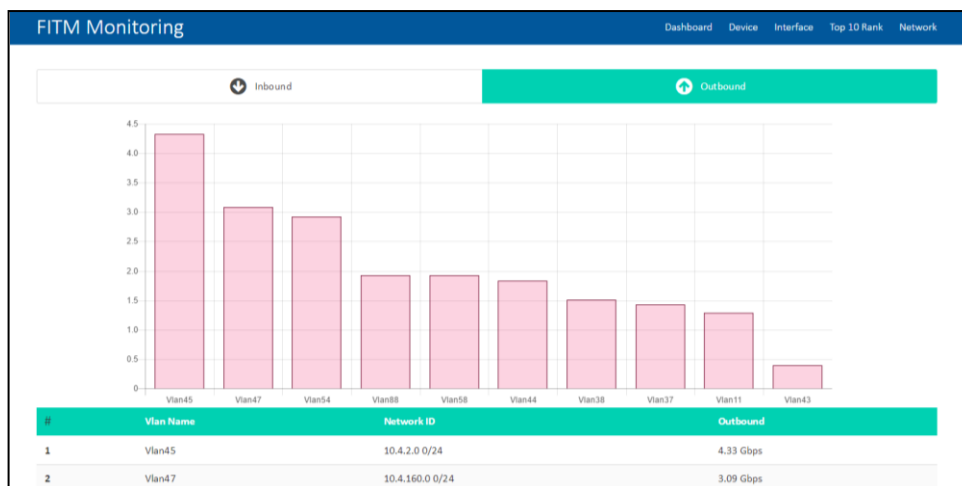 FITM Monitoring
Dashboard Device Interface Top 10 Rank Network
Inbound Outbound
4.5
4.0
3.5
3.0
2.5
2.0
1.5
1.0
0.5
0
Vlan45 Vlan47 Vlan54 Vlan88 Vlan58 Vlan44 Vlan38 Vlan37 Vlan11 Vlan43
# Vlan Name Network ID Outbound
1 Vlan45 10.4.2.0 0/24 4.33 Gbps
2 Vlan47 10.4.160.0 0/24 3.09 Gbps